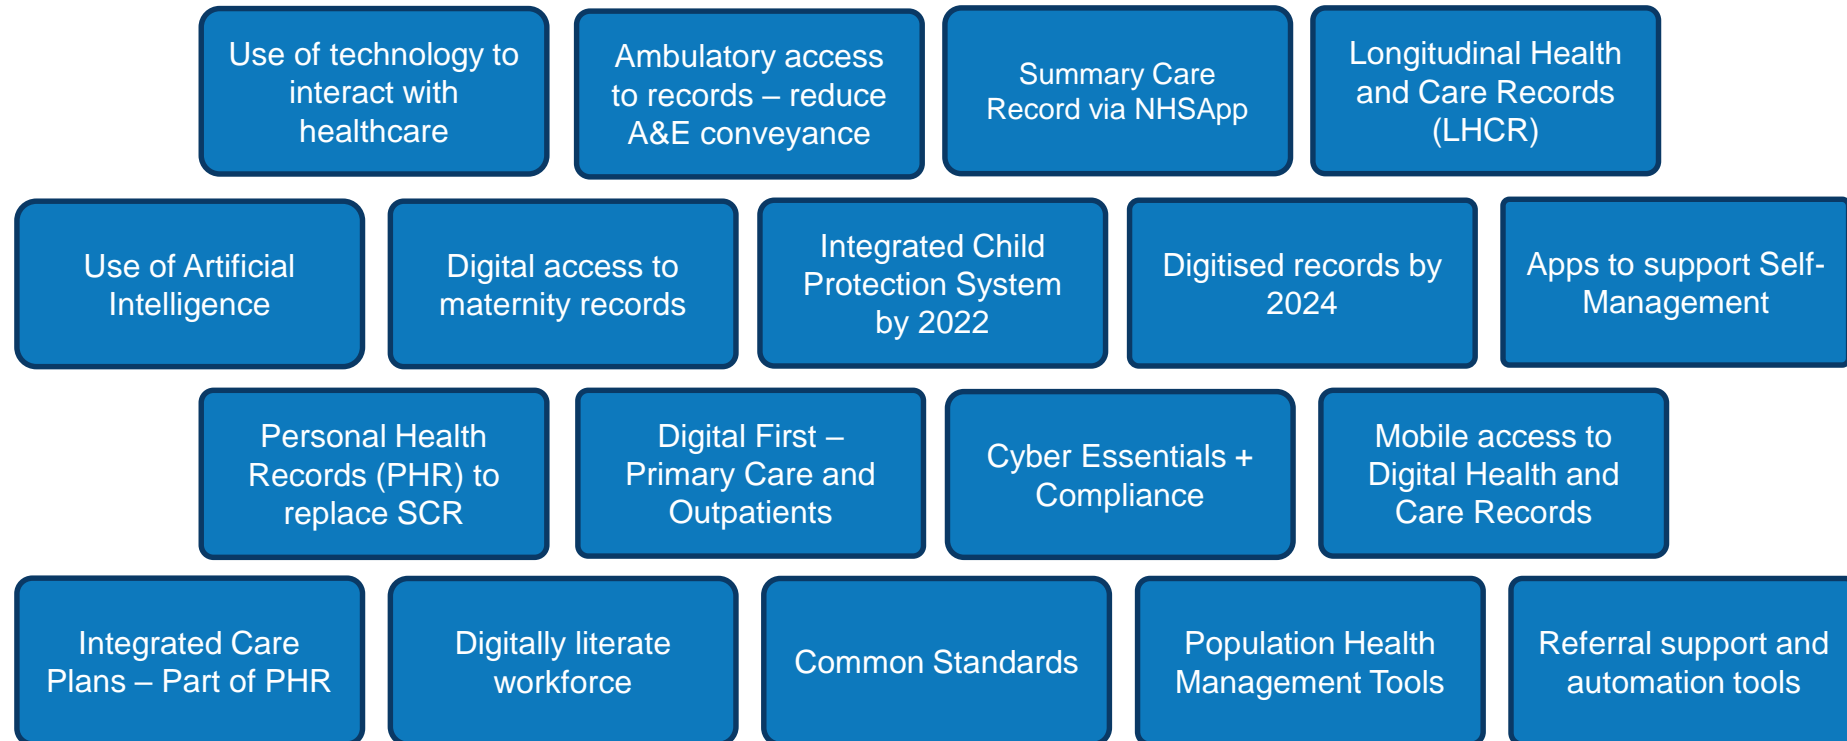 Use of technology to
interact with
healthcare
Ambulatory access
to records – reduce
A&E conveyance
Summary Care
Record via NHSApp
Longitudinal Health
and Care Records
(LHCR)
Use of Artificial
Intelligence
Digital access to
maternity records
Integrated Child
Protection System
by 2022
Digitised records by
2024
Apps to support Self-
Management
Personal Health
Records (PHR) to
replace SCR
Digital First –
Primary Care and
Outpatients
Cyber Essentials +
Compliance
Mobile access to
Digital Health and
Care Records
Integrated Care
Plans – Part of PHR
Digitally literate
workforce
Common Standards
Population Health
Management Tools
Referral support and
automation tools